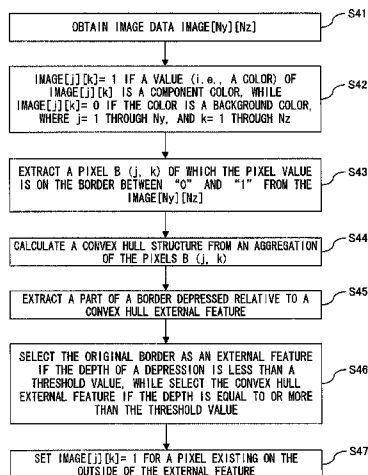 S41
OBTAIN IMAGE DATA IMAGE[Ny][Nz]
S42
IMAGE[j][k]= 1 IF A VALUE (i.e., A COLOR) OF
IMAGE[j][k] IS A COMPONENT COLOR, WHILE
IMAGE[j][k]= 0 IF THE COLOR IS A BACKGROUND COLOR,
WHERE j= 1 THROUGH Ny, AND k= 1 THROUGH Nz
S43
EXTRACT A PIXEL B (j, k) OF WHICH THE PIXEL VALUE
IS ON THE BORDER BETWEEN "0" AND "1" FROM THE
IMAGE[Ny][Nz]
S44
CALCULATE A CONVEX HULL STRUCTURE FROM AN AGGREGATION
OF THE PIXELS B (j, k)
S45
EXTRACT A PART OF A BORDER DEPRESSED RELATIVE TO A
CONVEX HULL EXTERNAL FEATURE
S46
SELECT THE ORIGINAL BORDER AS AN EXTERNAL FEATURE
IF THE DEPTH OF A DEPRESSION IS LESS THAN A
THRESHOLD VALUE, WHILE SELECT THE CONVEX HULL
EXTERNAL FEATURE IF THE DEPTH IS EQUAL TO OR MORE
THAN THE THRESHOLD VALUE
S47
SET IMAGE[j][k]= 1 FOR A PIXEL EXISTING ON THE
OUTSIDE OF THE EXTERNAL FEATURE